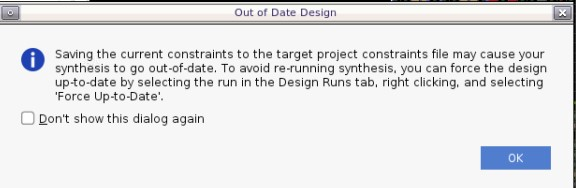 Out of Date Design
Saving the current constraints to the target project constraints file may cause your
synthesis to go out-of-date. To avoid re-running synthesis, you can force the design
up-to-date by selecting the run in the Design Runs tab, right clicking, and selecting
'Force Up-to-Date'.
Don't show this dialog again
OK